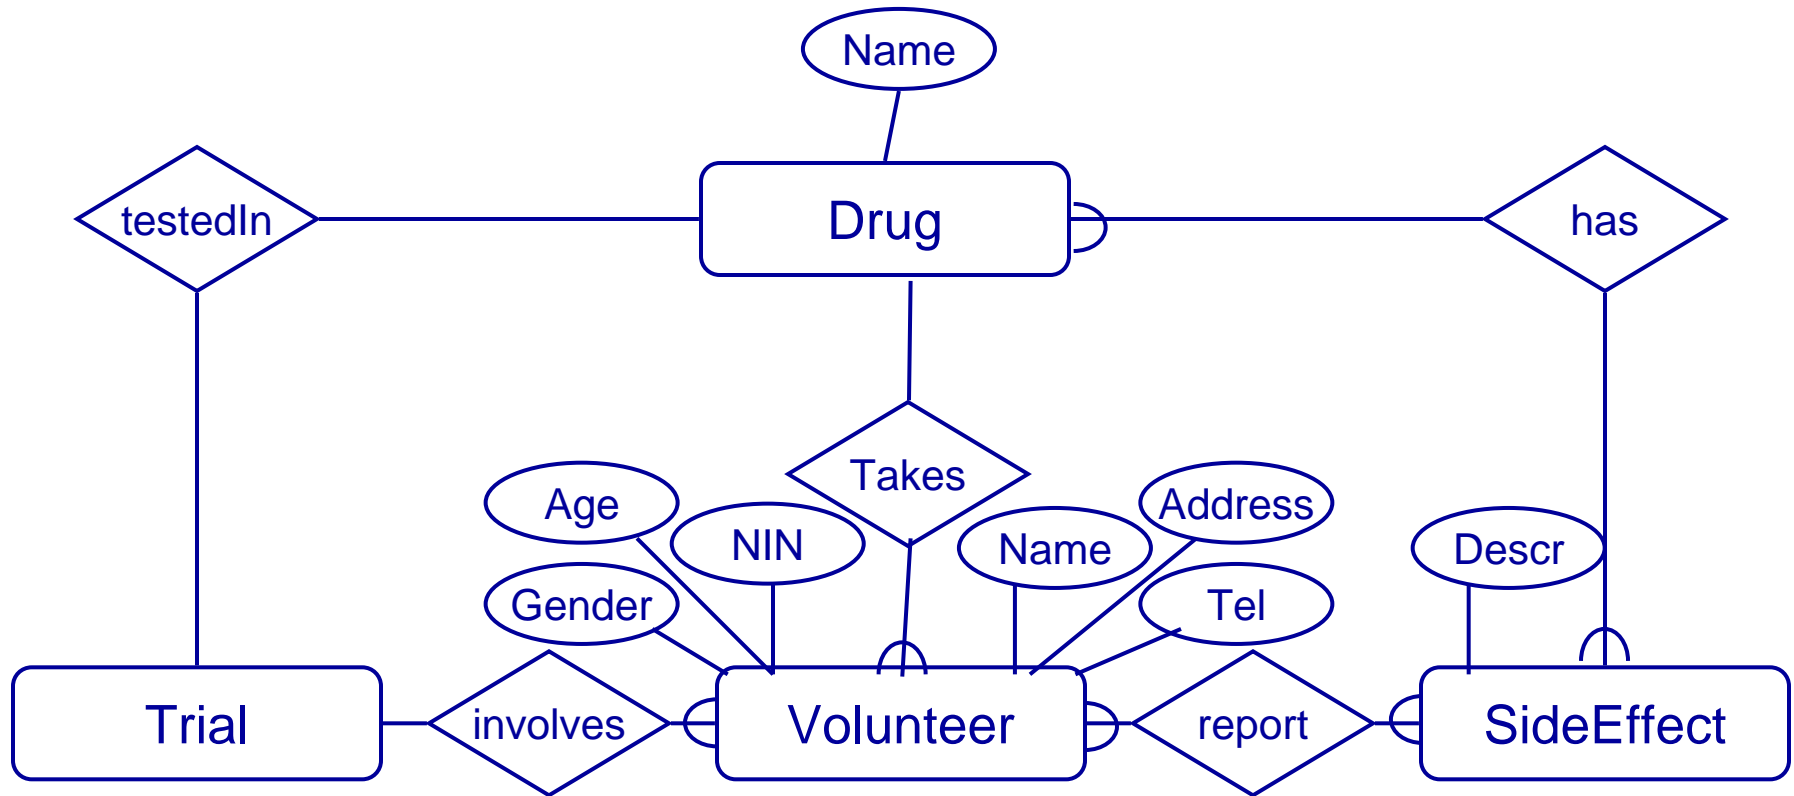 Name
testedIn
Drug
has
Takes
Age
Address
NIN
Name
Descr
Gender
Tel
Trial
involves
Volunteer
report
SideEffect